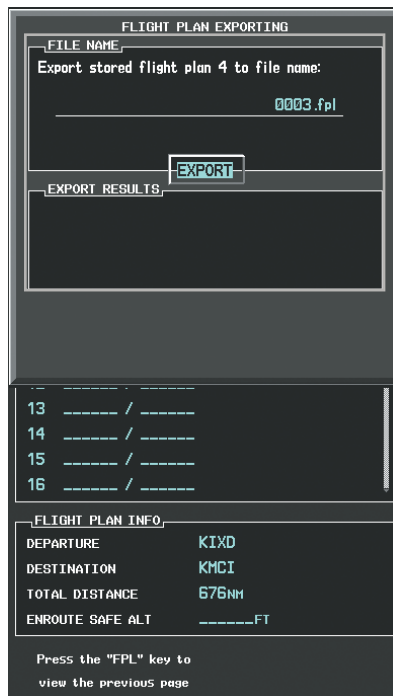 FLIGHT PLAN EXPORTING
FILE NAME
Export stored flight plan 4 to file name:
0003.fpl
EXPORT
EXPORT RESULTS
13 ______ / ______
14 ______ / ______
15 ______ / ______
16 ______ / ______
FLIGHT PLAN INFO
DEPARTURE KIXD
DESTINATION KMCI
TOTAL DISTANCE 676NM
ENROUTE SAFE ALT ______FT
Press the "FPL" key to
view the previous page